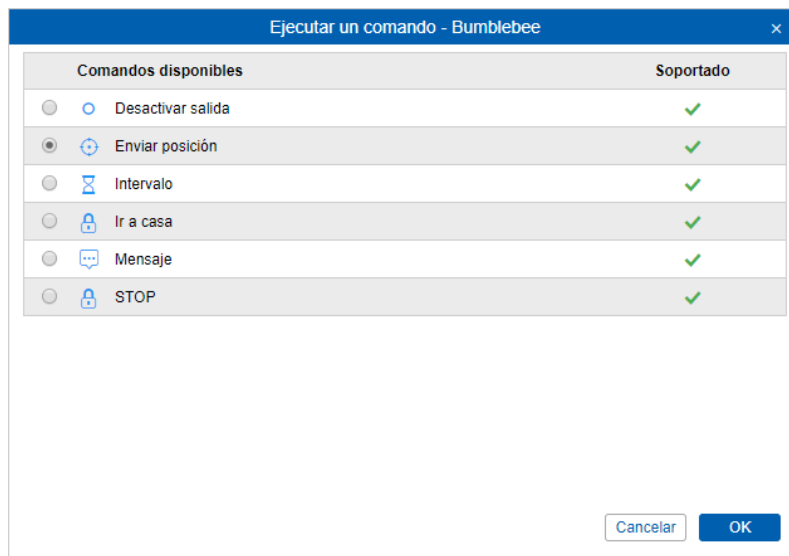 Ejecutar un comando - Bumblebee
Comandos disponibles Soportado
Desactivar salida
Enviar posición
Intervalo
Ir a casa
Mensaje
STOP
Cancelar OK